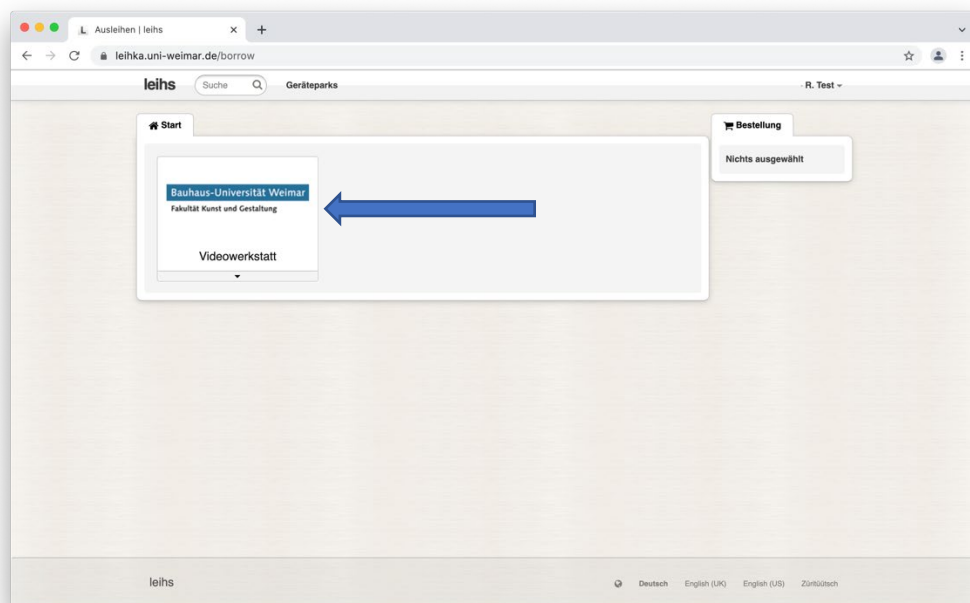 L Ausleihen | leihs
leihka.uni-weimar.de/borrow
leihs Suche Geräteparks R. Test
Start
Bestellung
Nichts ausgewählt
Bauhaus-Universität Weimar
Fakultät Kunst und Gestaltung
Videowerkstatt
leihs
Deutsch English (UK) English (US) Züritüütsch